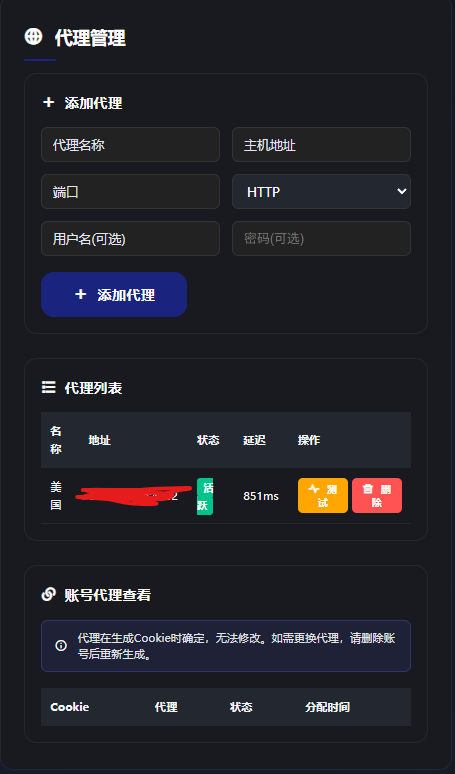 代理管理
添加代理
代理名称 主机地址
端口 HTTP
用户名(可选) 密码(可选)
添加代理
代理列表
名称 地址 状态 延迟 操作
美国 活跃 851ms 测试 删除
账号代理查看
代理在生成Cookie时确定，无法修改。如需更换代理，请删除账
号后重新生成。
Cookie 代理 状态 分配时间